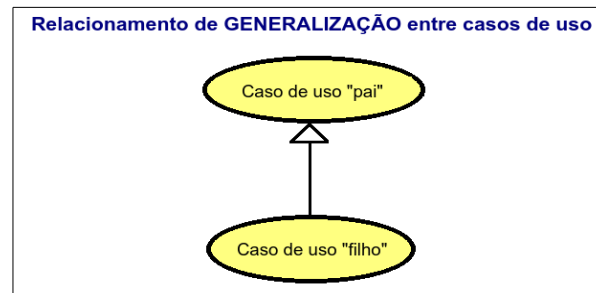 Relacionamento de GENERALIZAÇÃO entre casos de uso
Caso de uso "pai"
Caso de uso "filho"